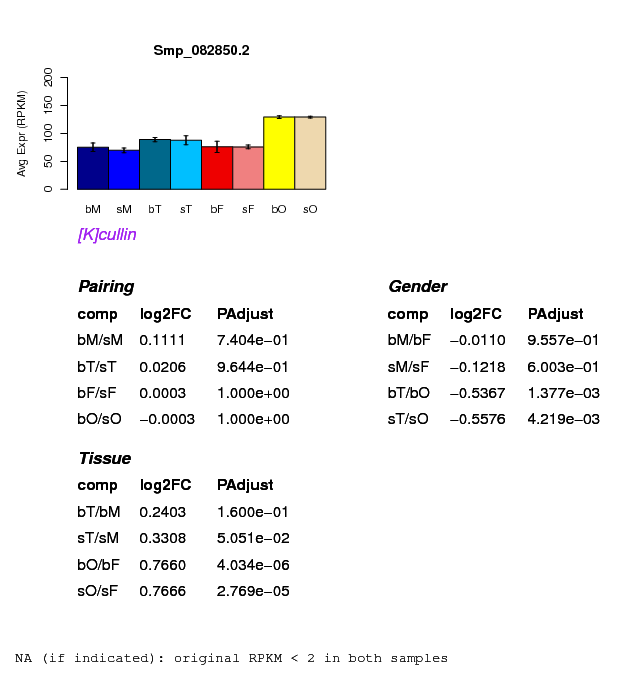 Smp_082850.2
Avg Expr (RPKM)
200
150
100
50
0
bM sM bT sT bF sF bO sO
[K]cullin
Pairing
comp log2FC PAdjust
bM/sM 0.1111 7.404e−01
bT/sT 0.0206 9.644e−01
bF/sF 0.0003 1.000e+00
bO/sO −0.0003 1.000e+00
Gender
comp log2FC PAdjust
bM/bF −0.0110 9.557e−01
sM/sF −0.1218 6.003e−01
bT/bO −0.5367 1.377e−03
sT/sO −0.5576 4.219e−03
Tissue
comp log2FC PAdjust
bT/bM 0.2403 1.600e−01
sT/sM 0.3308 5.051e−02
bO/bF 0.7660 4.034e−06
sO/sF 0.7666 2.769e−05
NA (if indicated): original RPKM < 2 in both samples